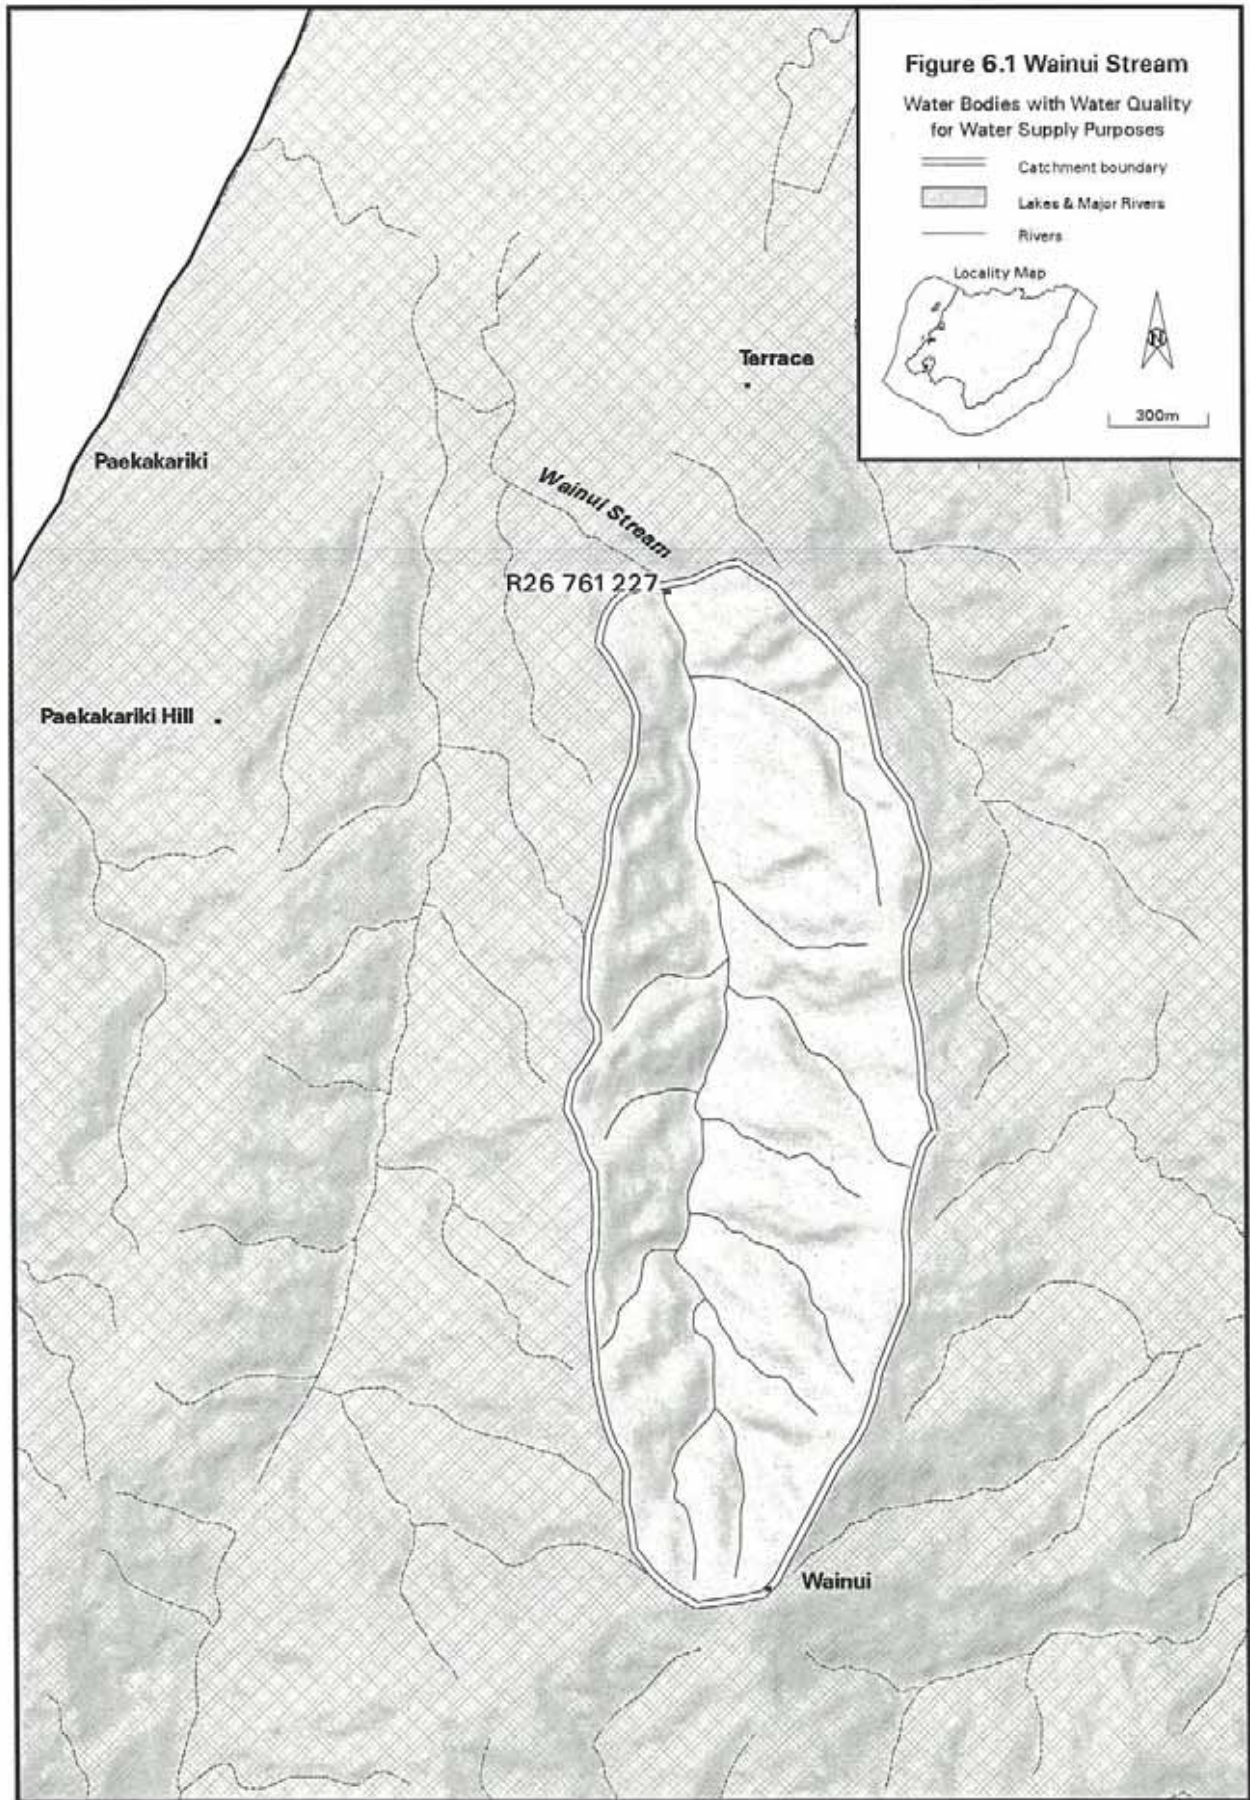 Figure 6.1 Wainui Stream
Water Bodies with Water Quality
for Water Supply Purposes
Catchment boundary
Lakes & Major Rivers
Rivers
Locality Map
N
300m
Terrace
Paekakariki
Wainui Stream
R26 761 227
Paekakariki Hill
Wainui